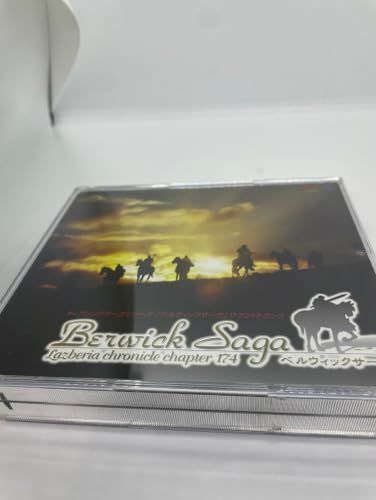 Berwick Saga
Lazberia chronicle chapter 174
ベルウィックサー